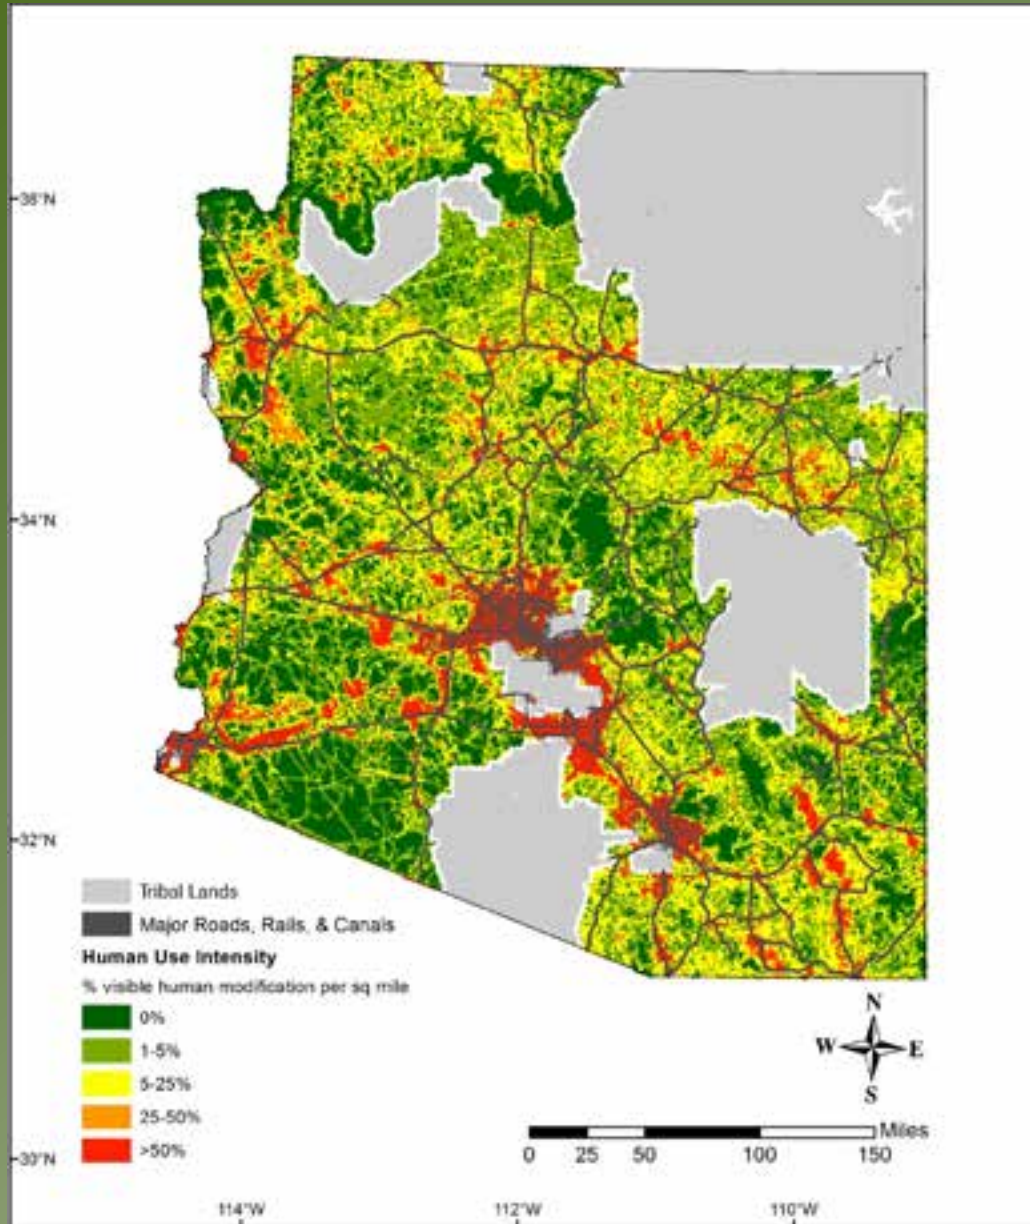 36°N
34°N
32°N
Tribal Lands
Major Roads, Rails, & Canals
Human Use Intensity
% visible human modification per sq mile
0%
1-5%
5-25%
25-50%
>50%
N
W E
S
Miles
0 25 50 100 150
30°N
114°W 112°W 110°W